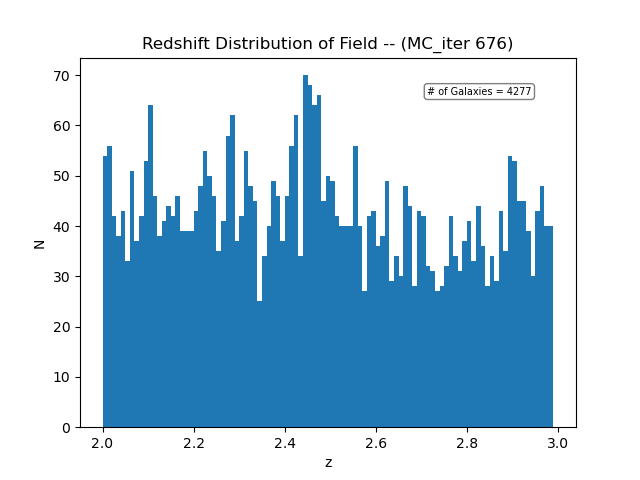 Redshift Distribution of Field -- (MC_iter 676)
# of Galaxies = 4277
70
60
50
40
30
20
10
0
N
2.0 2.2 2.4 2.6 2.8 3.0
z